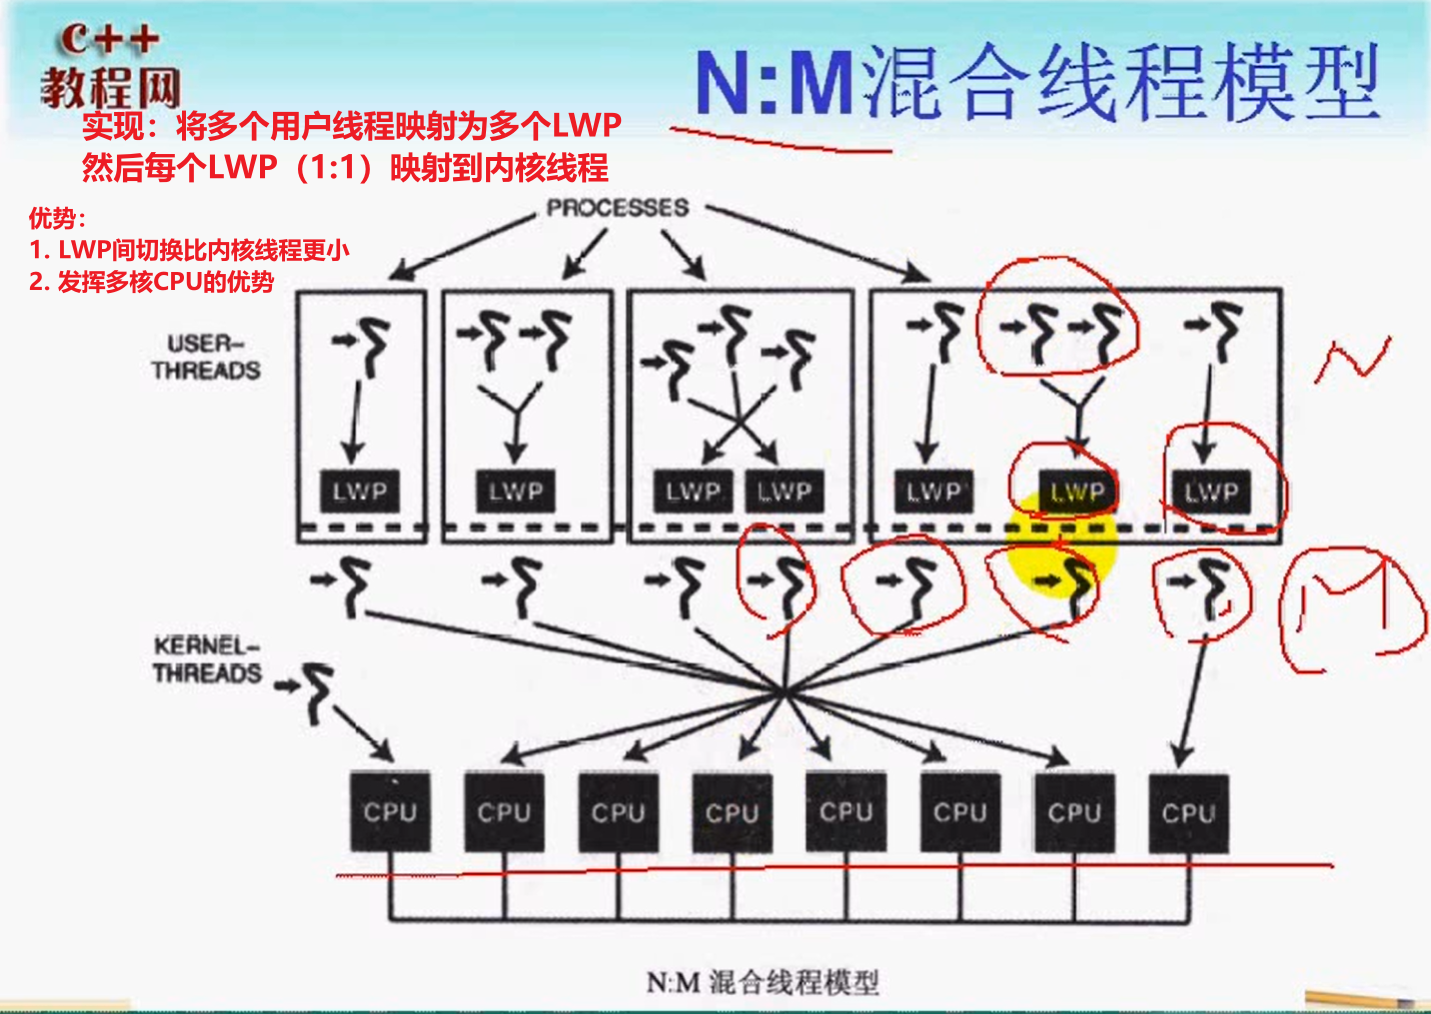 C++
教程网
N:M混合线程模型
实现：将多个用户线程映射为多个LWP
然后每个LWP（1:1）映射到内核线程
优势：
1. LWP间切换比内核线程更小
2. 发挥多核CPU的优势
PROCESSES
USER-
THREADS
N
LWP
LWP
LWP
LWP
LWP
LWP
LWP
M
KERNEL-
THREADS
CPU
CPU
CPU
CPU
CPU
CPU
CPU
CPU
N:M 混合线程模型